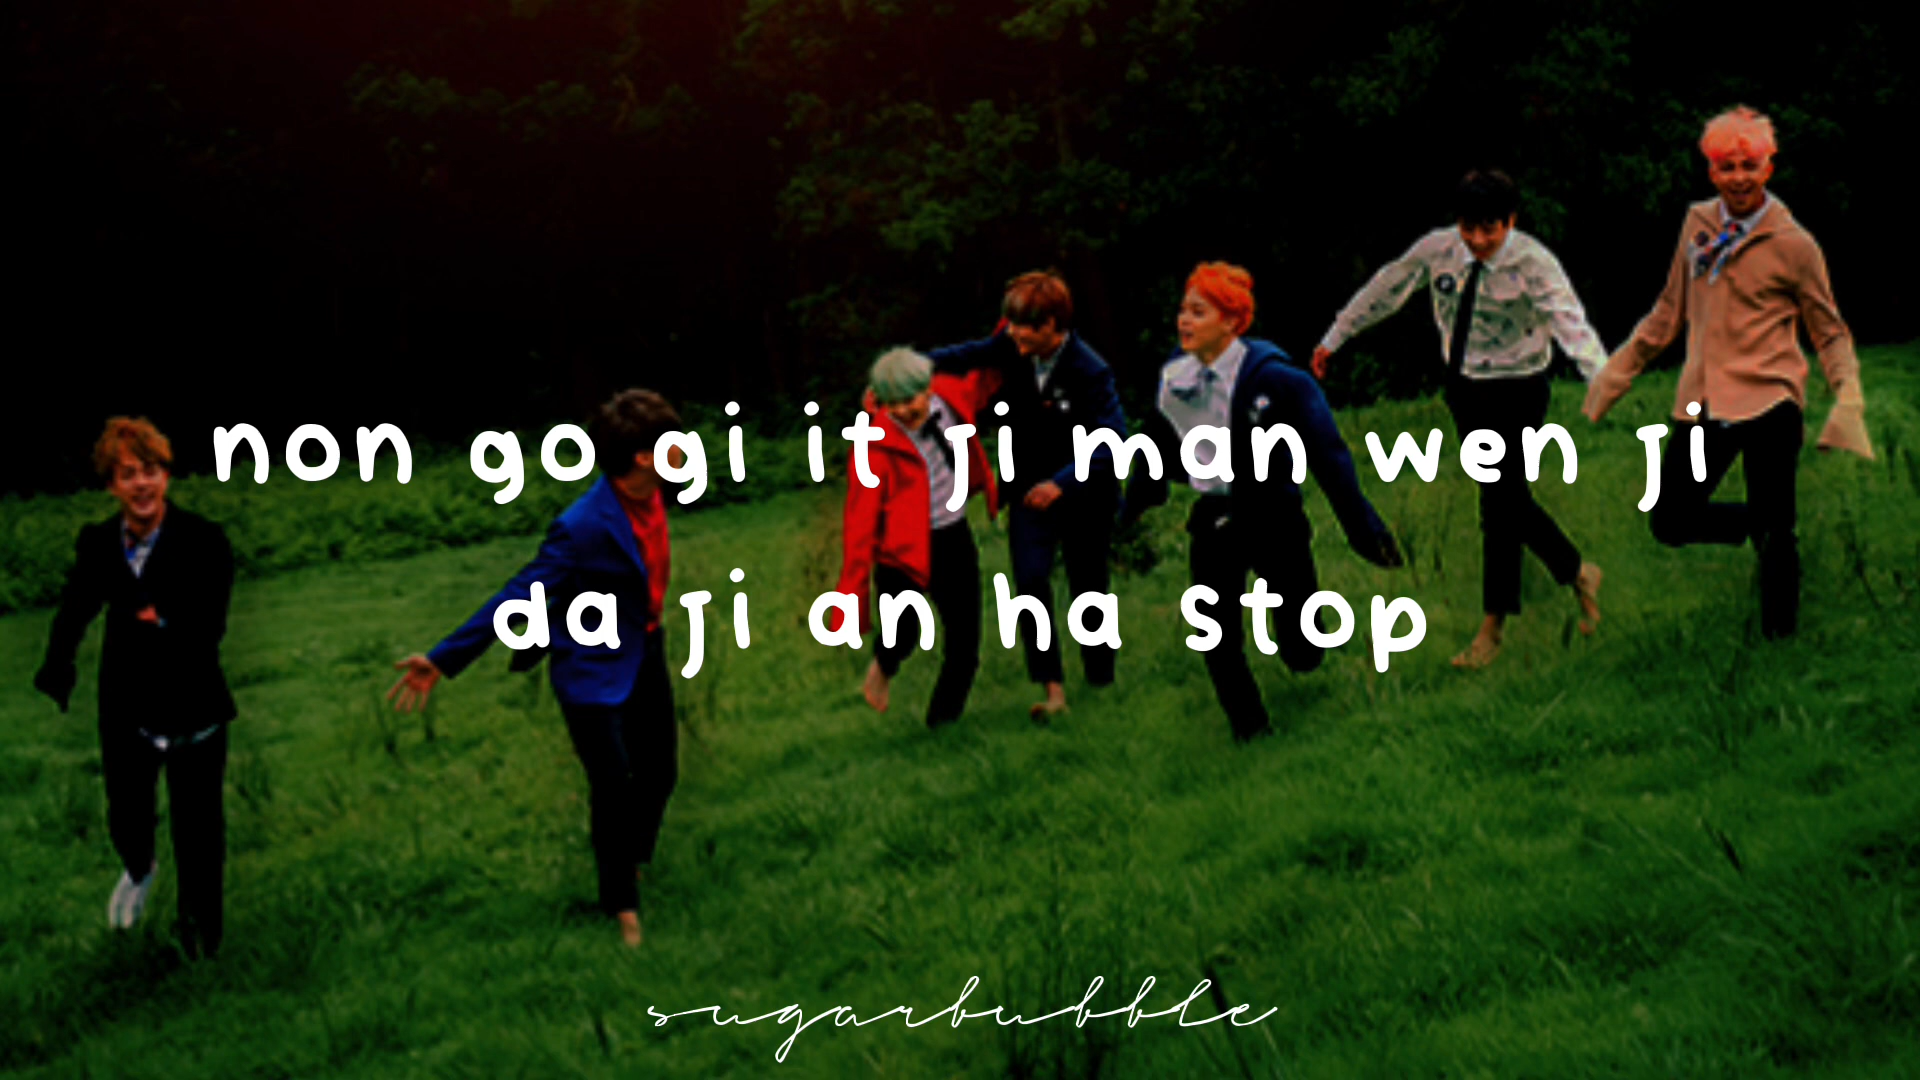 non go gi it ji man wen ji
da ji an ha stop
sugarbubble